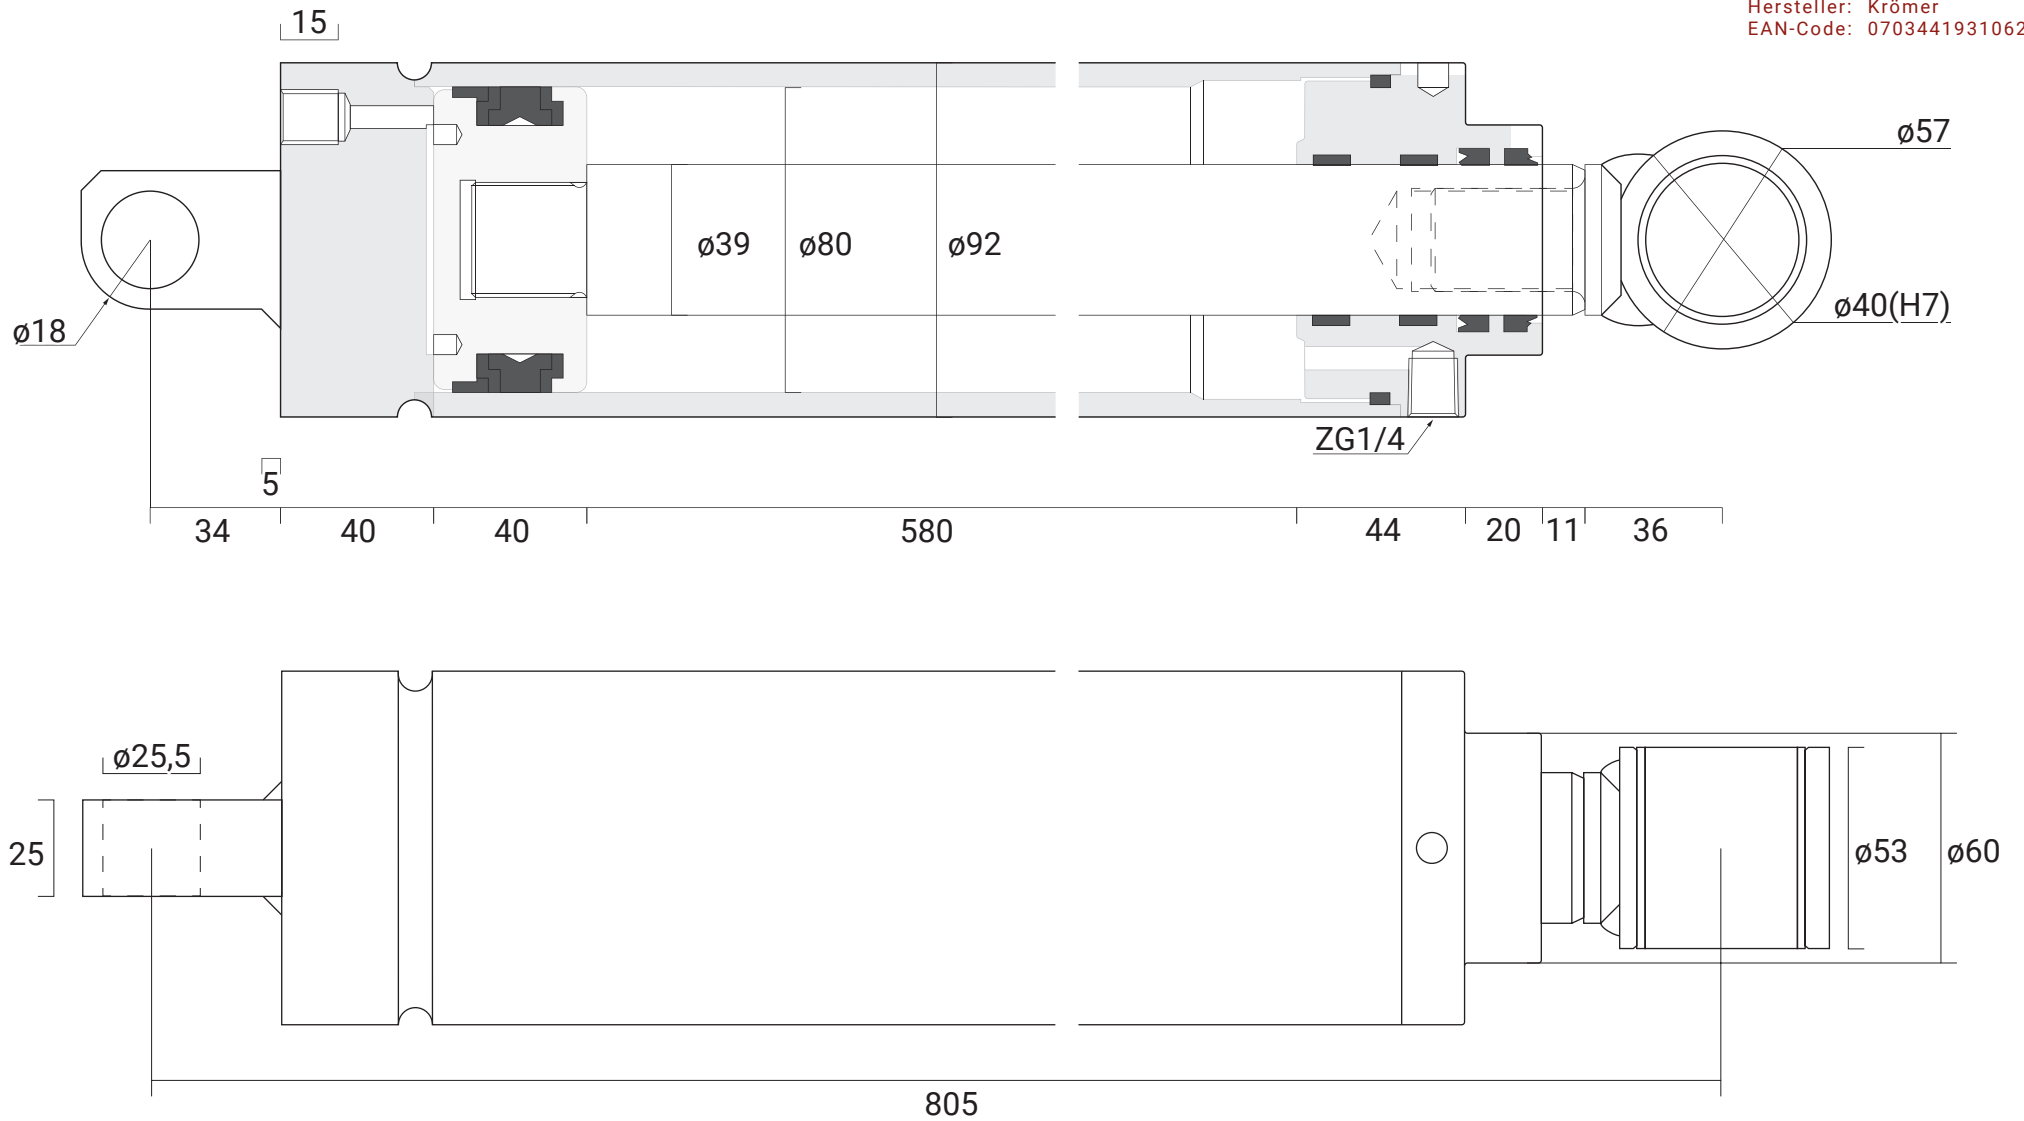 Hersteller: Krömer
EAN-Code: 0703441931062
15
ø57
ø39
ø80
ø92
ø40(H7)
ø18
ZG1/4
5
34
40
40
580
44
20
11
36
ø25,5
25
ø53
ø60
805